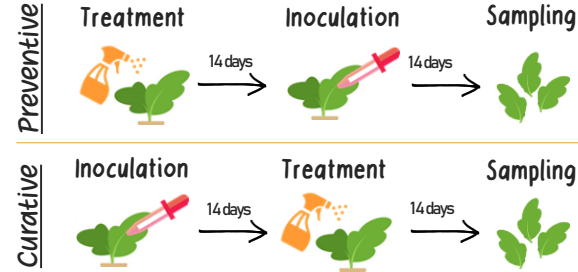 Preventive
Treatment
Inoculation
Sampling
14 days
14 days
Curative
Inoculation
Treatment
Sampling
14 days
14 days